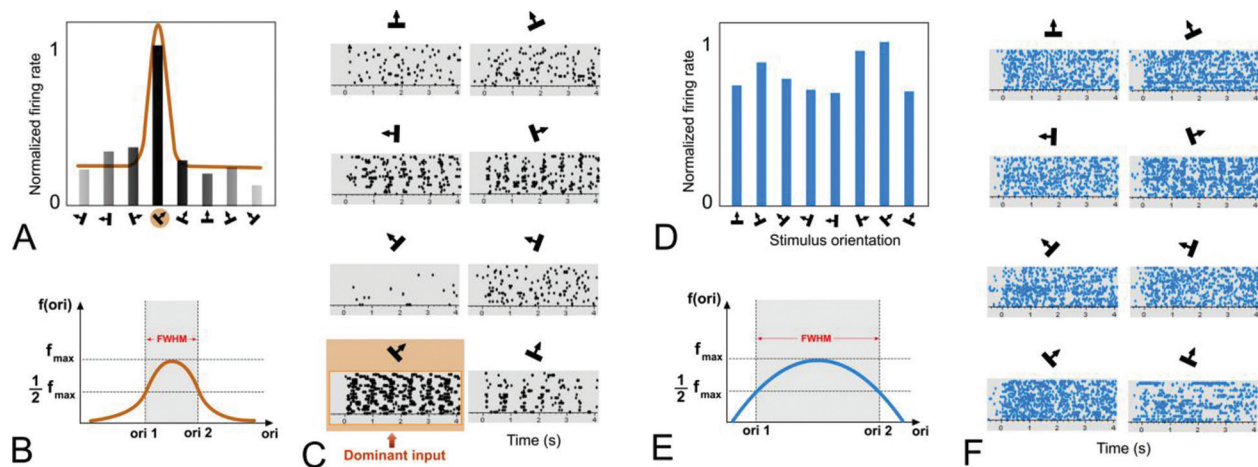 A
Normalized firing rate
1
0
B
f(ori)
FWHM
f max
1/2 f max
ori 1
ori 2
ori
C
0 1 2 3 4
0 1 2 3 4
0 1 2 3 4
0 1 2 3 4
0 1 2 3 4
0 1 2 3 4
0 1 2 3 4
0 1 2 3 4
Time (s)
Dominant input
D
Normalized firing rate
1
0
Stimulus orientation
E
f(ori)
FWHM
f max
1/2 f max
ori 1
ori 2
ori
F
0 1 2 3 4
0 1 2 3 4
0 1 2 3 4
0 1 2 3 4
0 1 2 3 4
0 1 2 3 4
0 1 2 3 4
0 1 2 3 4
Time (s)